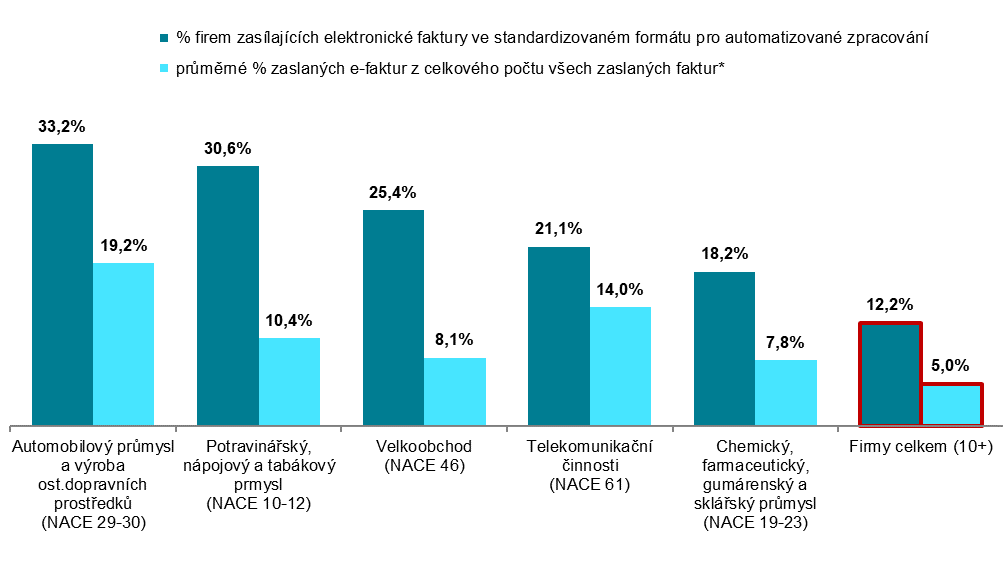 % firem zasílajících elektronické faktury ve standardizovaném formátu pro automatizované zpracování
průměrné % zaslaných e-faktur z celkového počtu všech zaslaných faktur*
33,2%
19,2%
30,6%
10,4%
25,4%
8,1%
21,1%
14,0%
18,2%
7,8%
12,2%
5,0%
Automobilový průmysl
a výroba
ost.dopravních
prostředků
(NACE 29-30)
Potravinářský,
nápojový a tabákový
prmysl
(NACE 10-12)
Velkoobchod
(NACE 46)
Telekomunikační
činnosti
(NACE 61)
Chemický,
farmaceutický,
gumárenský a
sklářský průmysl
(NACE 19-23)
Firmy celkem (10+)